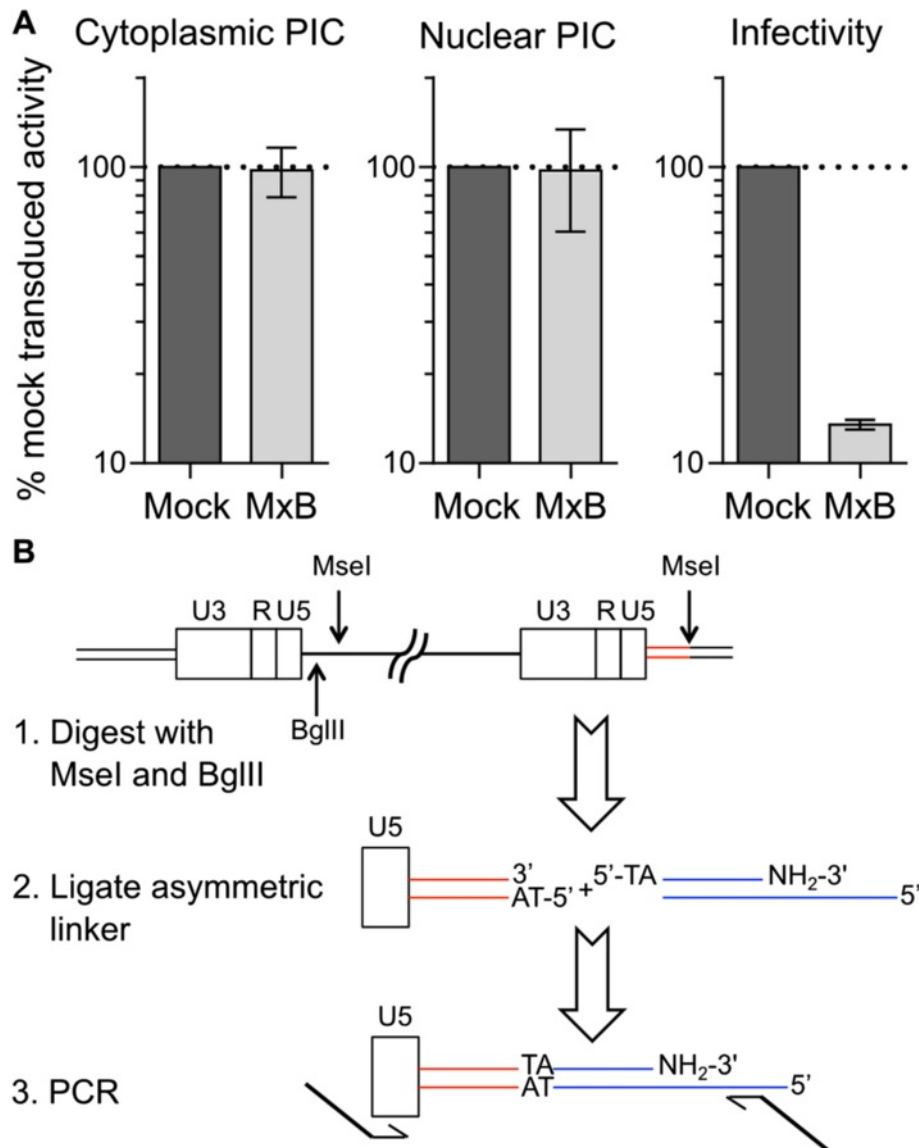 A
Cytoplasmic PIC
Nuclear PIC
Infectivity
% mock transduced activity
100
10
Mock MxB
100
10
Mock MxB
100
10
Mock MxB
B
MseI
MseI
U3 R U5
U3 R U5
BglII
1. Digest with
MseI and BglII
U5
2. Ligate asymmetric
linker
3’
AT-5’
+
5’-TA
NH2-3’
5’
U5
3. PCR
TA
AT
NH2-3'
5’